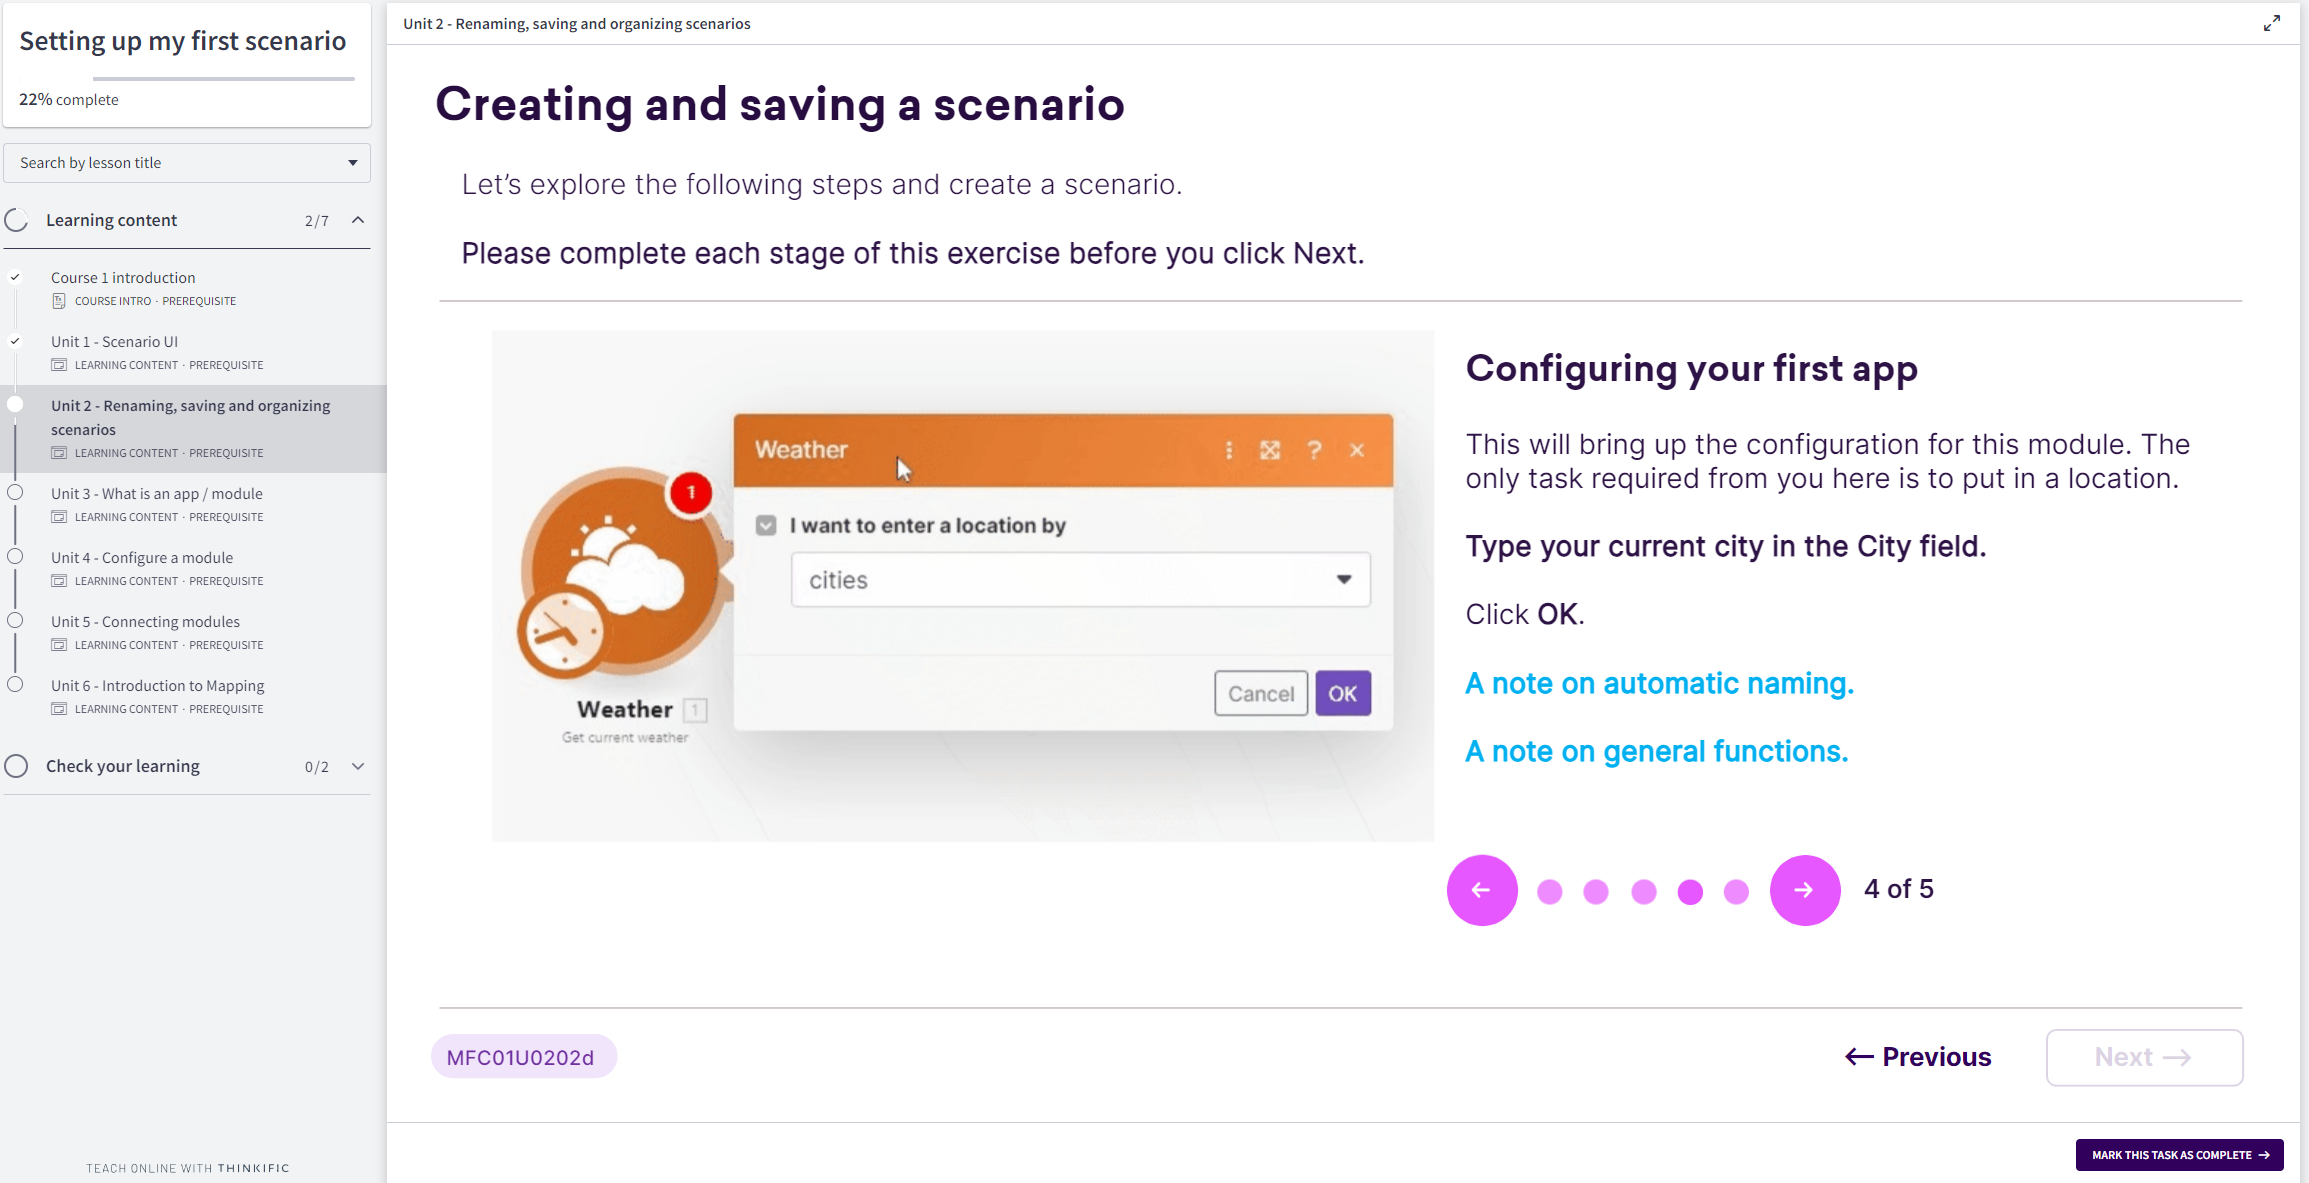 Setting up my first scenario
22% complete
Search by lesson title
Learning content 2/7
Course 1 introduction
COURSE INTRO · PREREQUISITE
Unit 1 - Scenario UI
LEARNING CONTENT · PREREQUISITE
Unit 2 - Renaming, saving and organizing
scenarios
LEARNING CONTENT · PREREQUISITE
Unit 3 - What is an app / module
LEARNING CONTENT · PREREQUISITE
Unit 4 - Configure a module
LEARNING CONTENT · PREREQUISITE
Unit 5 - Connecting modules
LEARNING CONTENT · PREREQUISITE
Unit 6 - Introduction to Mapping
LEARNING CONTENT · PREREQUISITE
Check your learning 0/2
TEACH ONLINE WITH THINKIFIC
Unit 2 - Renaming, saving and organizing scenarios
Creating and saving a scenario
Let’s explore the following steps and create a scenario.
Please complete each stage of this exercise before you click Next.
Weather
?
1
I want to enter a location by
cities
Cancel OK
Weather 1
Get current weather
Configuring your first app
This will bring up the configuration for this module. The
only task required from you here is to put in a location.
Type your current city in the City field.
Click OK.
A note on automatic naming.
A note on general functions.
4 of 5
MFC01U0202d
← Previous
Next →
MARK THIS TASK AS COMPLETE →